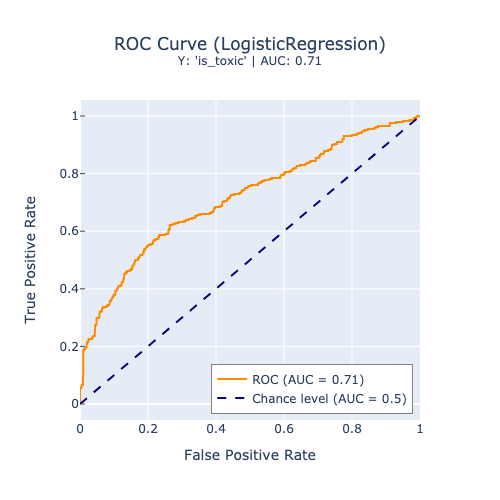 ROC Curve (LogisticRegression)
Y: 'is_toxic' | AUC: 0.71
True Positive Rate
1
0.8
0.6
0.4
0.2
0
ROC (AUC = 0.71)
Chance level (AUC = 0.5)
0
0.2
0.4
0.6
0.8
1
False Positive Rate